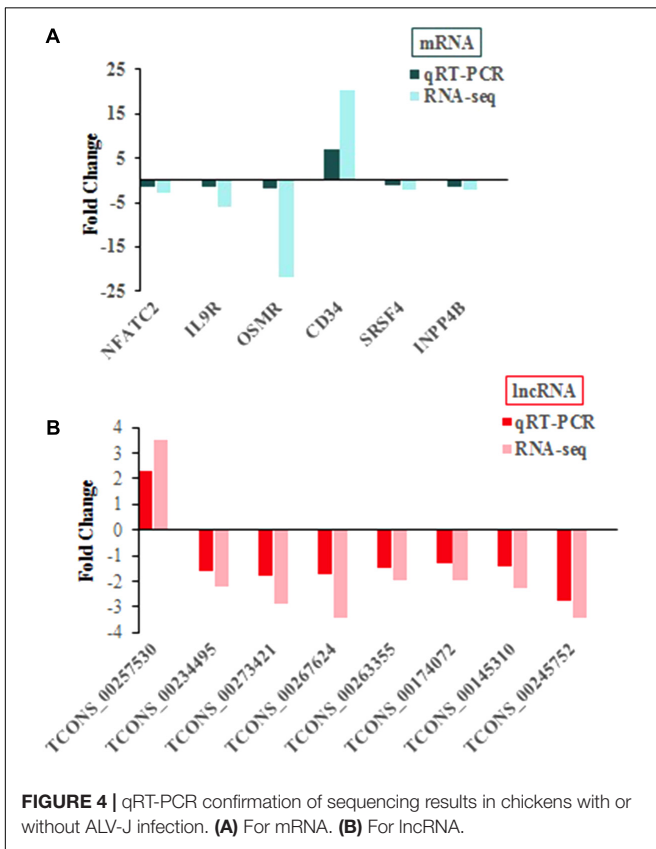 A
mRNA
qRT-PCR
RNA-seq
Fold Change
25
15
5
-5
-15
-25
NFATC2
IL9R
OSMR
CD34
SRSF4
INPP4B
lncRNA
qRT-PCR
RNA-seq
B
Fold Change
4
3
2
1
0
-1
-2
-3
-4
TCONS_00257530
TCONS_00234495
TCONS_00273421
TCONS_00267624
TCONS_00263355
TCONS_00174072
TCONS_00145310
TCONS_00245752
FIGURE 4 | qRT-PCR confirmation of sequencing results in chickens with or
without ALV-J infection. (A) For mRNA. (B) For lncRNA.